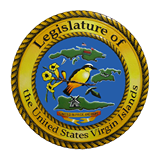 Legislature of
the United States Virgin Islands